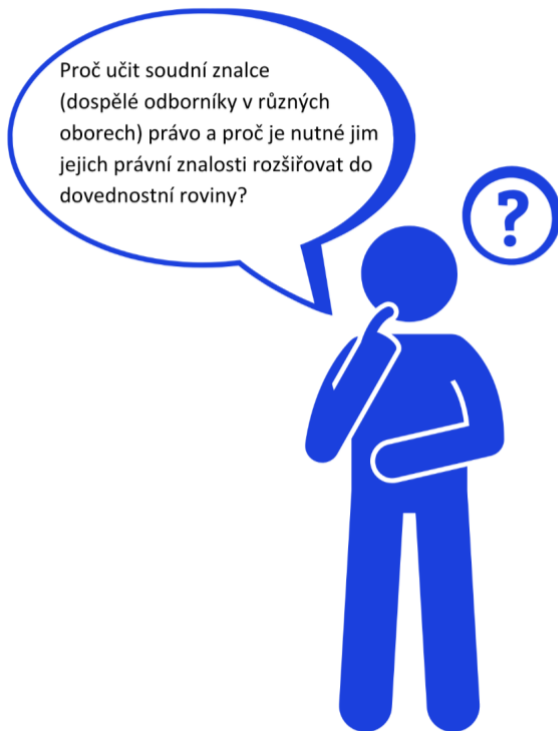 Proč učit soudní znalce
(dospělé odborníky v různých
oborech) právo a proč je nutné jim
jejich právní znalosti rozšiřovat do
dovednostní roviny?
?